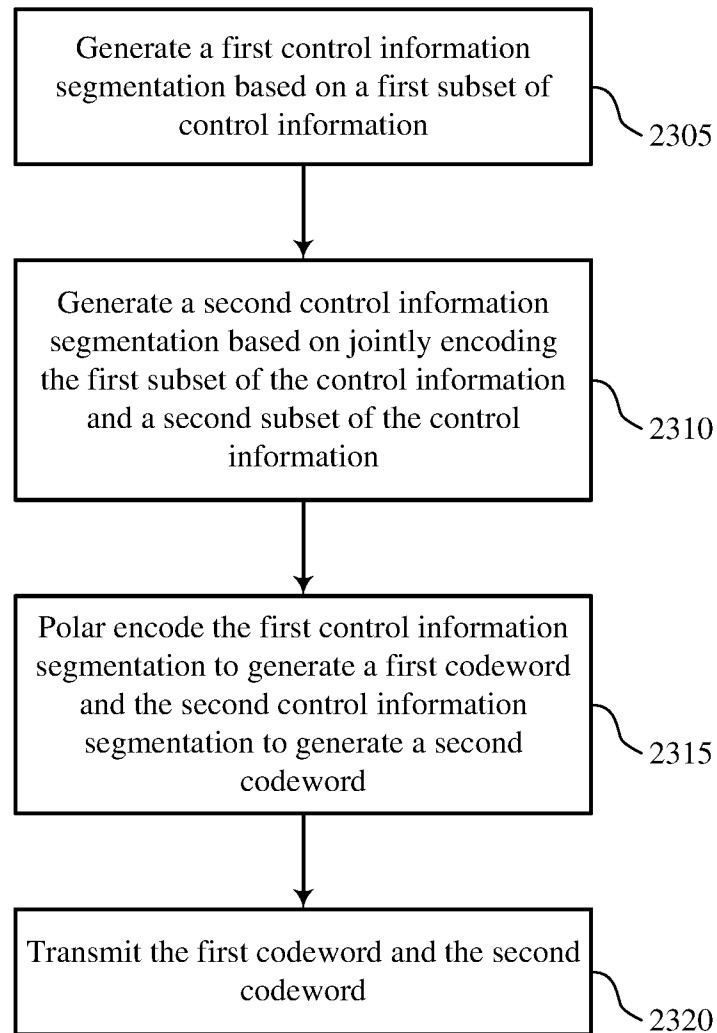 Generate a first control information
segmentation based on a first subset of
control information
2305
Generate a second control information
segmentation based on jointly encoding
the first subset of the control information
and a second subset of the control
information
2310
Polar encode the first control information
segmentation to generate a first codeword
and the second control information
segmentation to generate a second
codeword
2315
Transmit the first codeword and the second
codeword
2320